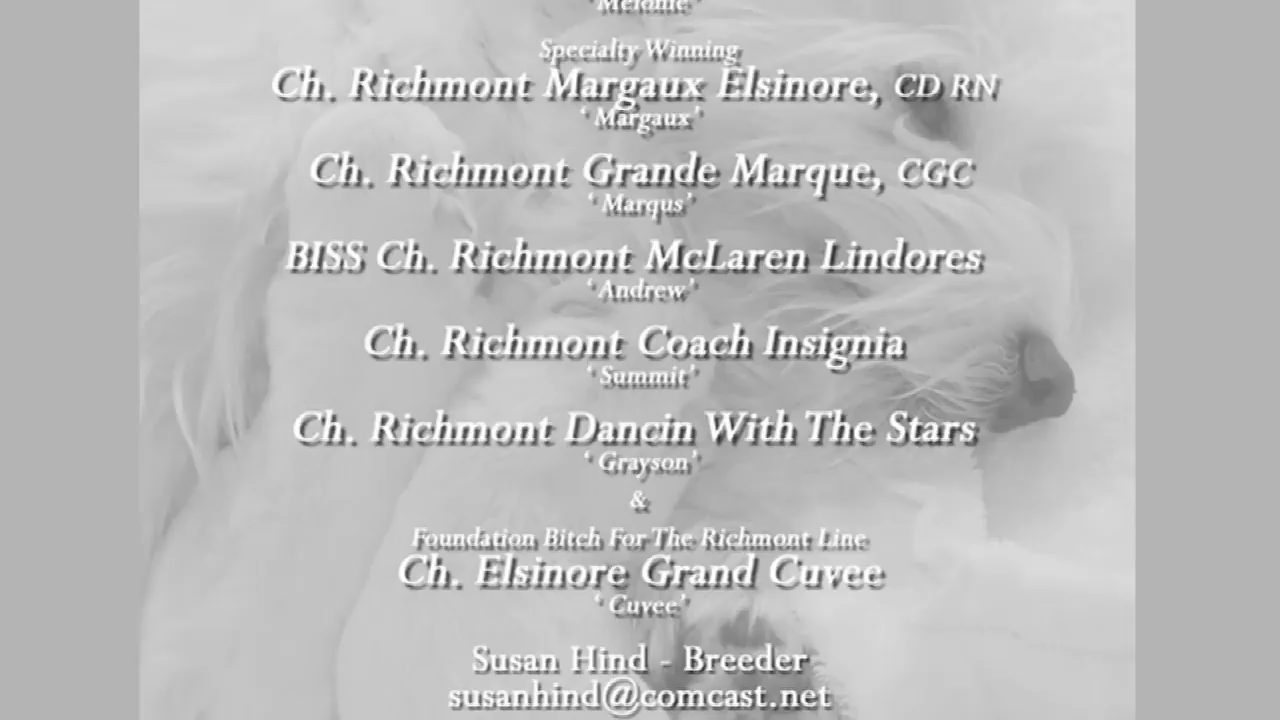 ‘Melodie’
Specialty Winning
Ch. Richmont Margaux Elsinore, CD RN
‘Margaux’
Ch. Richmont Grande Marque, CGC
‘Marqus’
BISS Ch. Richmont McLaren Lindores
‘Andrew’
Ch. Richmont Coach Insignia
‘Summit’
Ch. Richmont Dancin With The Stars
‘Grayson’
&
Foundation Bitch For The Richmont Line
Ch. Elsinore Grand Cuvee
‘Cuvee’
Susan Hind - Breeder
susanhind@comcast.net